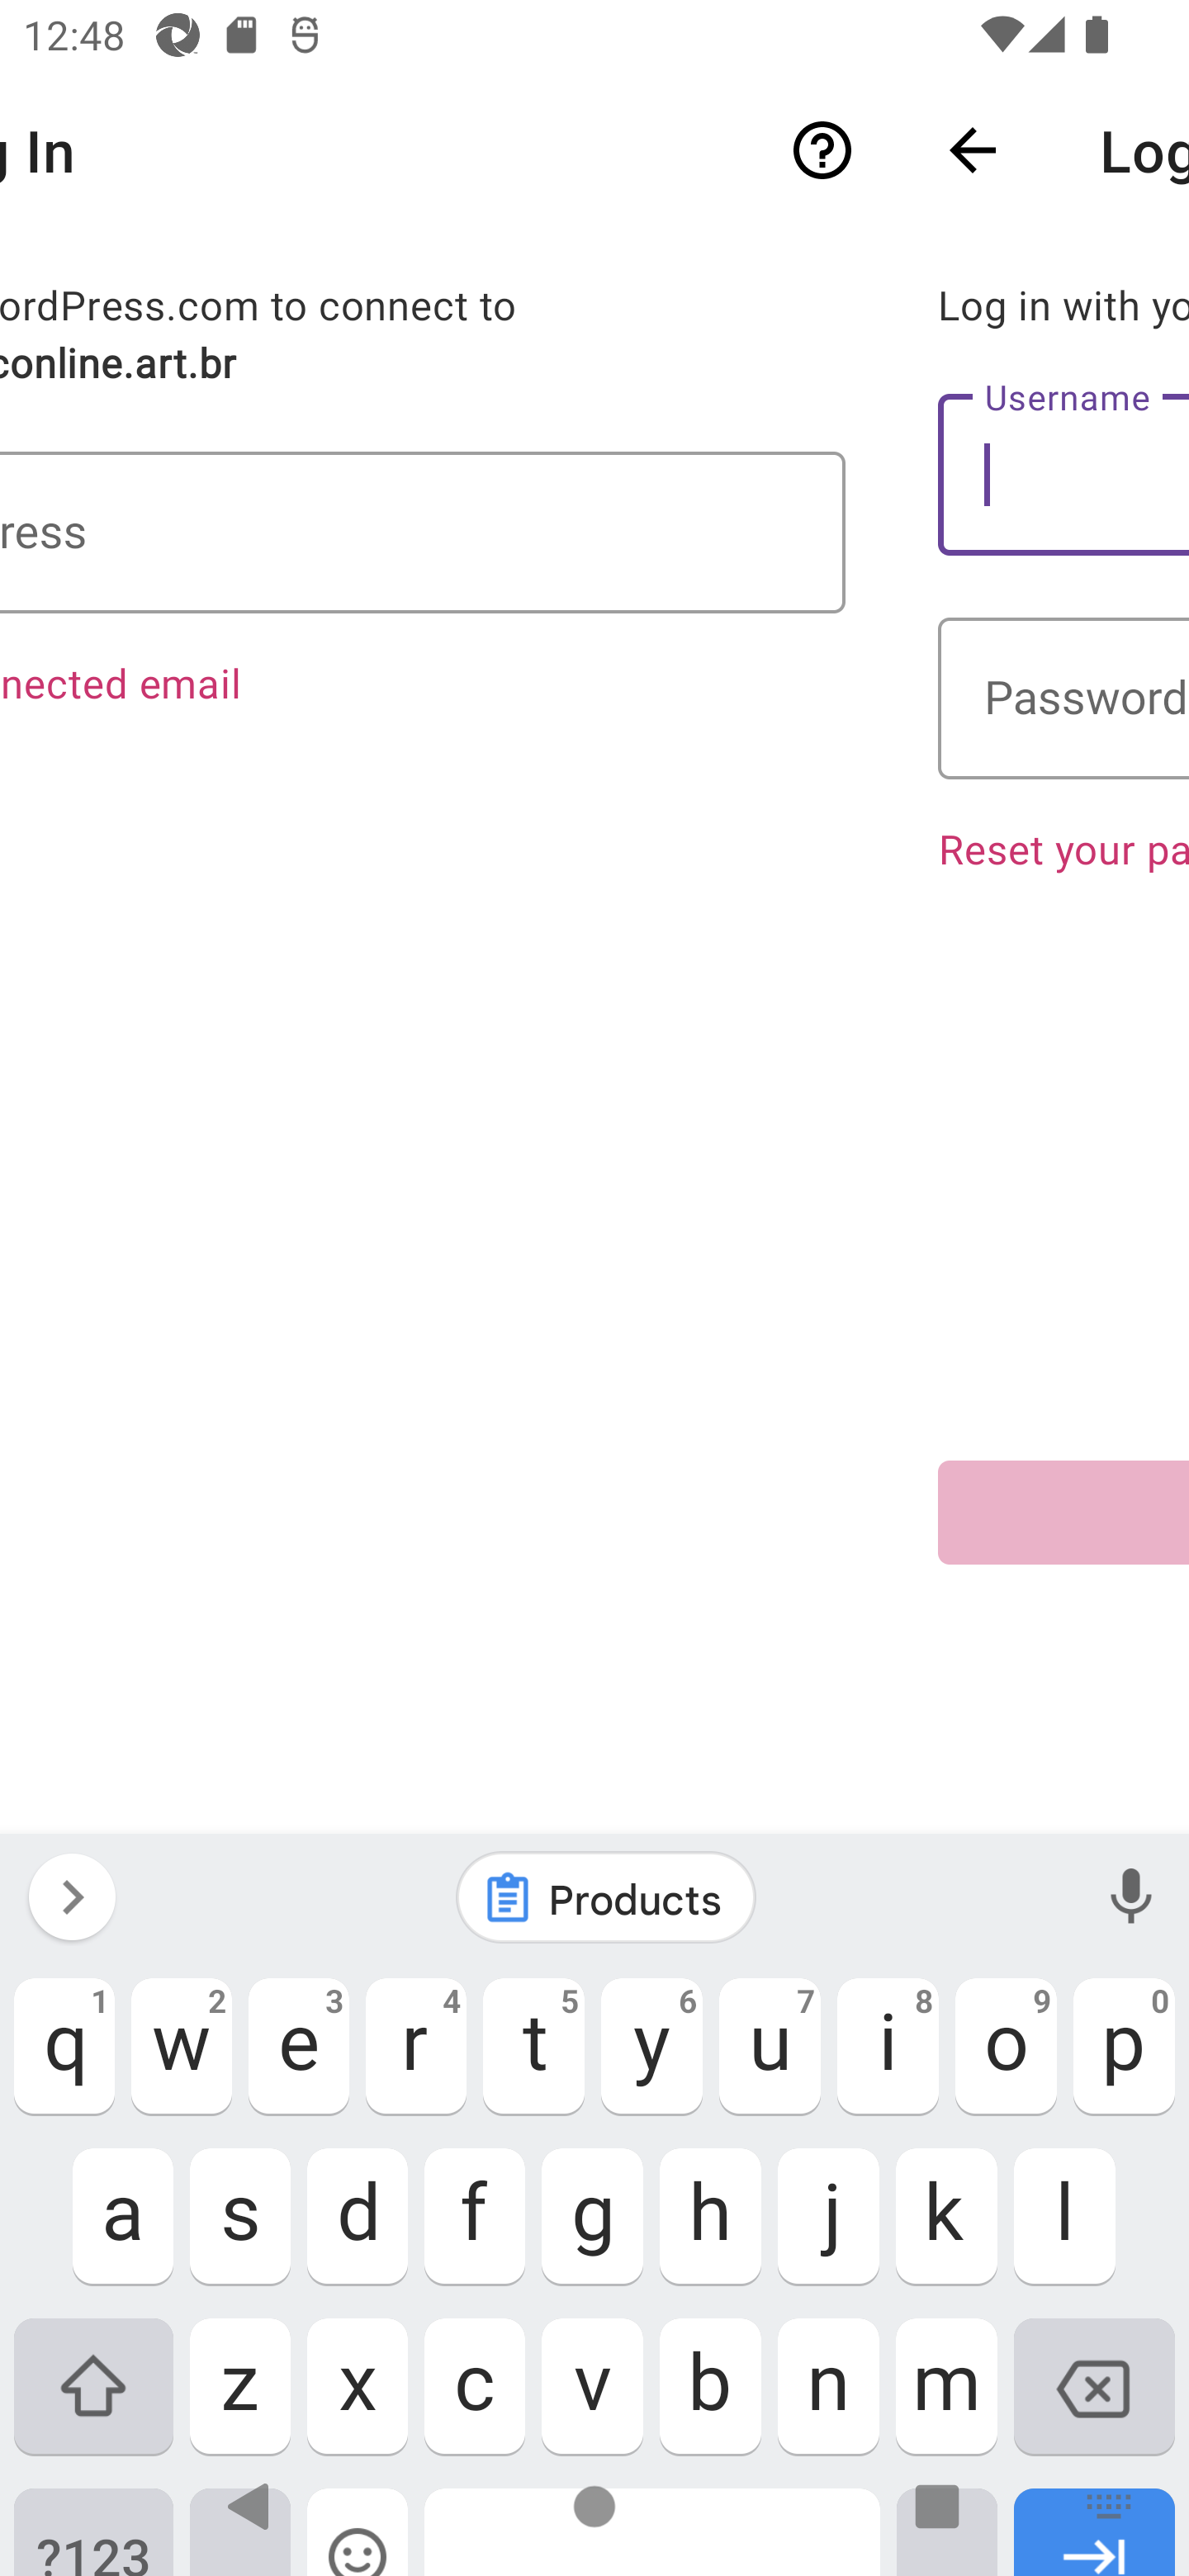 12:48
g In
Log
ordPress.com to connect to
conline.art.br
Log in with yo
Username
ress
Password
nected email
Reset your pa
Products
q 1 w 2 e 3 r 4 t 5 y 6 u 7 i 8 o 9 p 0
a s d f g h j k l
z x c v b n m
?123